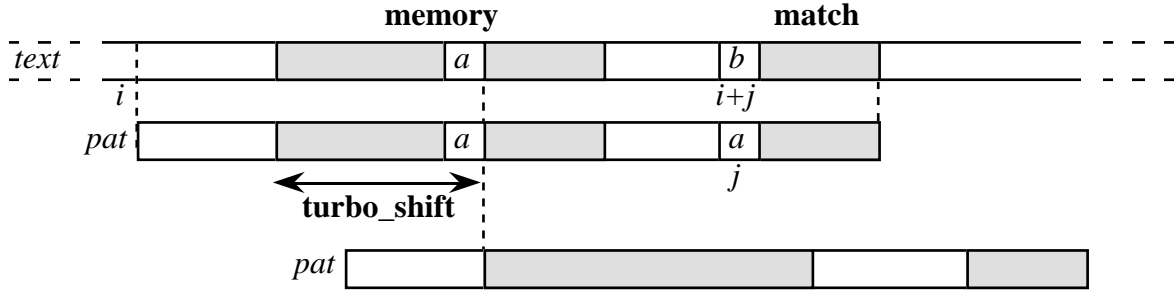 memory match
text a b
i i+j
pat a a
j
turbo_shift
pat